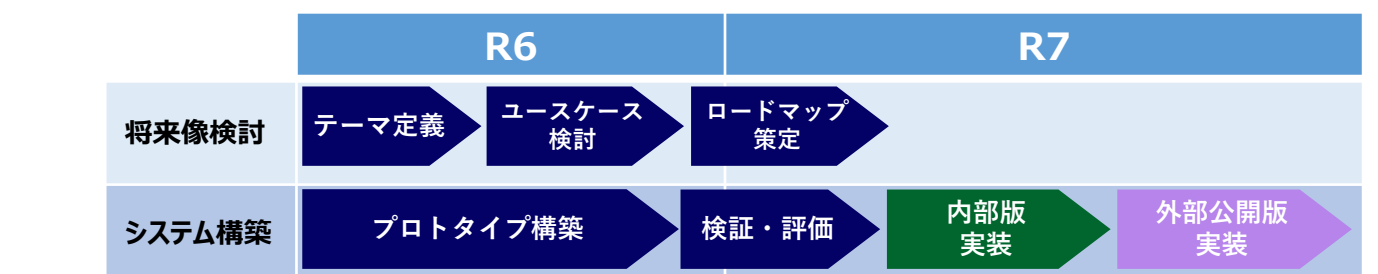 R6
R7
将来像検討
テーマ定義
ユースケース
検討
ロードマップ
策定
システム構築
プロトタイプ構築
検証・評価
内部版
実装
外部公開版
実装